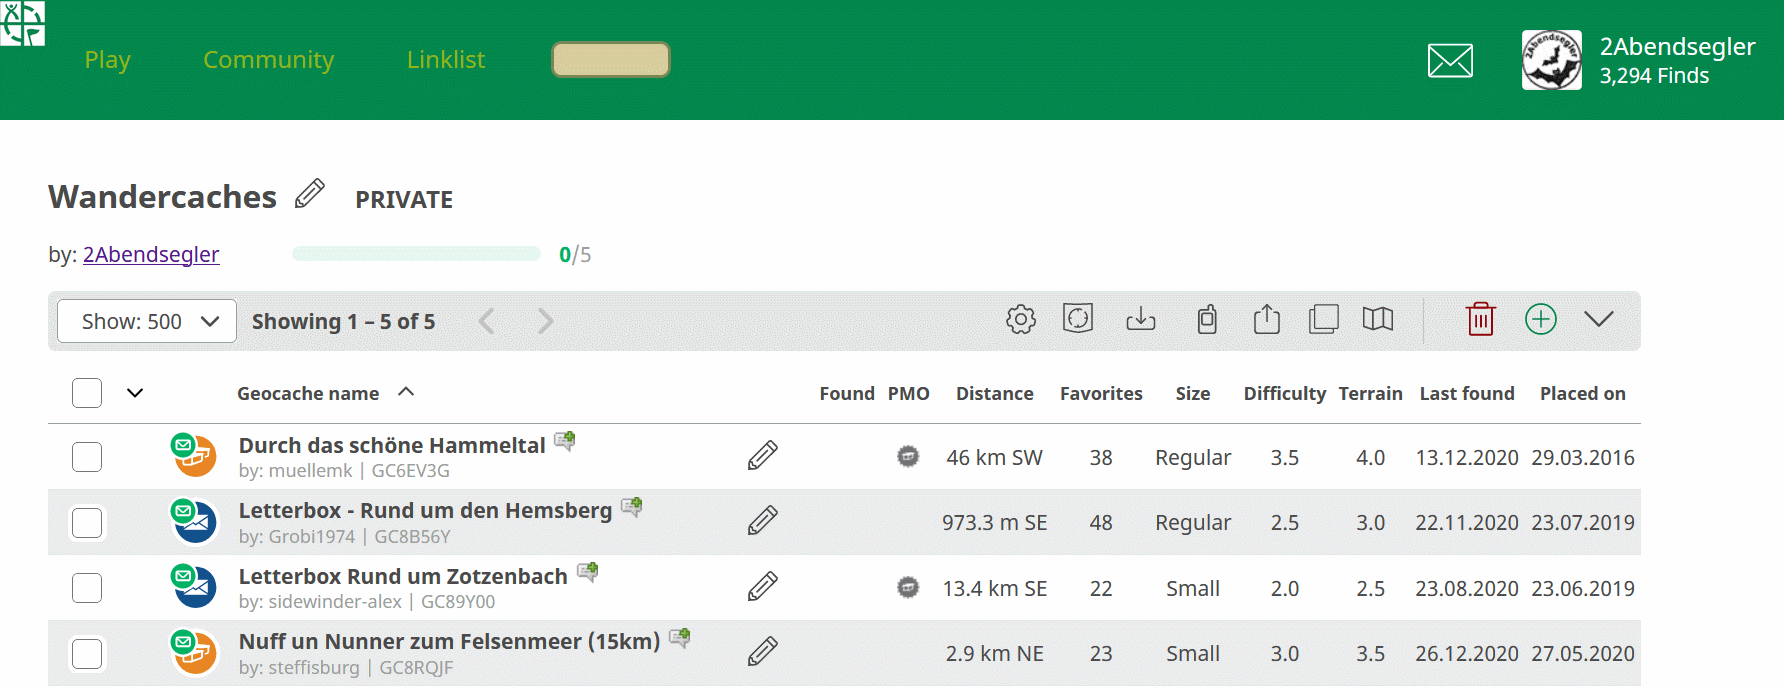 Play Community Linklist
2Abendsegler
3,294 Finds
Wandercaches PRIVATE
by: 2Abendsegler 0/5
Show: 500 Showing 1 – 5 of 5
Geocache name Found PMO Distance Favorites Size Difficulty Terrain Last found Placed on
Durch das schöne Hammeltal
by: muellemk | GC6EV3G
46 km SW 38 Regular 3.5 4.0 13.12.2020 29.03.2016
Letterbox - Rund um den Hemsberg
by: Grobi1974 | GC8B56Y
973.3 m SE 48 Regular 2.5 3.0 22.11.2020 23.07.2019
Letterbox Rund um Zotzenbach
by: sidewinder-alex | GC89Y00
13.4 km SE 22 Small 2.0 2.5 23.08.2020 23.06.2019
Nuff un Nunner zum Felsenmeer (15km)
by: steffisburg | GC8RQJF
2.9 km NE 23 Small 3.0 3.5 26.12.2020 27.05.2020